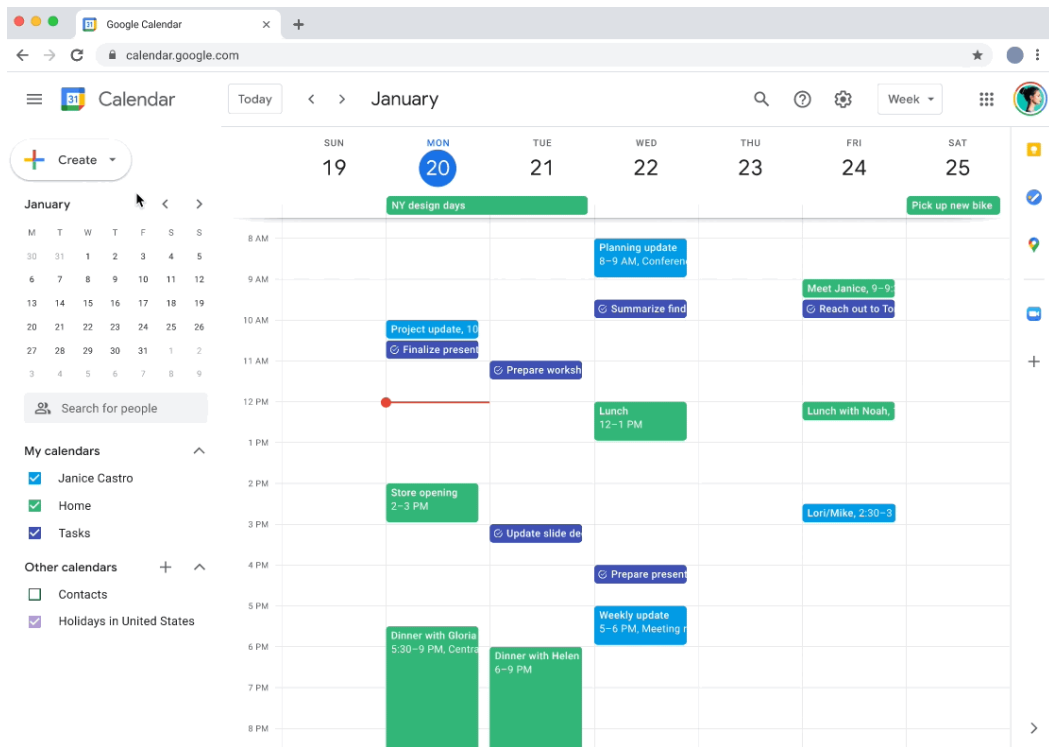 Google Calendar
calendar.google.com
31 Calendar
Today
January
Week
Create
January
M T W T F S S
30 31 1 2 3 4 5
6 7 8 9 10 11 12
13 14 15 16 17 18 19
20 21 22 23 24 25 26
27 28 29 30 31 1 2
3 4 5 6 7 8 9
Search for people
My calendars
Janice Castro
Home
Tasks
Other calendars
Contacts
Holidays in United States
SUN MON TUE WED THU FRI SAT
19 20 21 22 23 24 25
NY design days
Pick up new bike
8 AM
Planning update
8–9 AM, Conferen
9 AM
Meet Janice, 9–9:
Summarize find
Reach out to To
10 AM
Project update, 10
Finalize present
11 AM
Prepare worksh
12 PM
Lunch
12–1 PM
Lunch with Noah,
1 PM
2 PM
Store opening
2–3 PM
Lori/Mike, 2:30–3
3 PM
Update slide de
4 PM
Prepare present
5 PM
Weekly update
5–6 PM, Meeting r
Dinner with Gloria
5:30–9 PM, Centra
6 PM
Dinner with Helen
6–9 PM
7 PM
8 PM